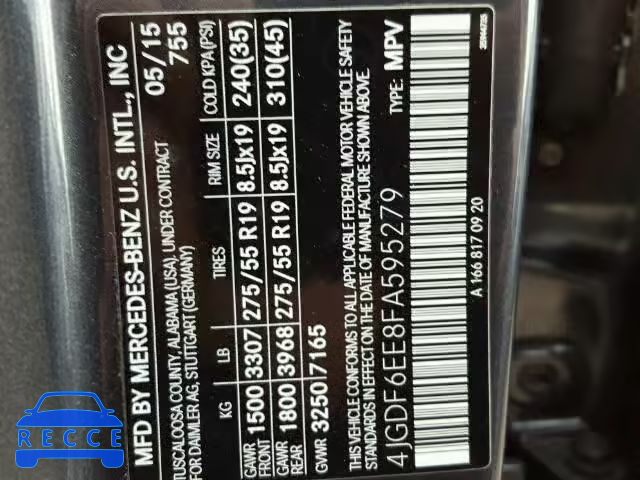 MFD BY MERCEDES-BENZ U.S. INTL., INC
TUSCALOOSA COUNTY, ALABAMA (USA). UNDER CONTRACT 05/15
FOR DAIMLER AG, STUTTGART (GERMANY) 755
KG LB TIRES RIM SIZE COLD KPA (PSI)
GAWR FRONT 1500 3307 275/55 R19 8.5Jx19 240(35)
GAWR REAR 1800 3968 275/55 R19 8.5Jx19 310(45)
GVWR 3250 7165
THIS VEHICLE CONFORMS TO ALL APPLICABLE FEDERAL MOTOR VEHICLE SAFETY
STANDARDS IN EFFECT ON THE DATE OF MANUFACTURE SHOWN ABOVE.
4JGDF6EE8FA595279 TYPE: MPV
A 166 817 09 20
RECORD SEE